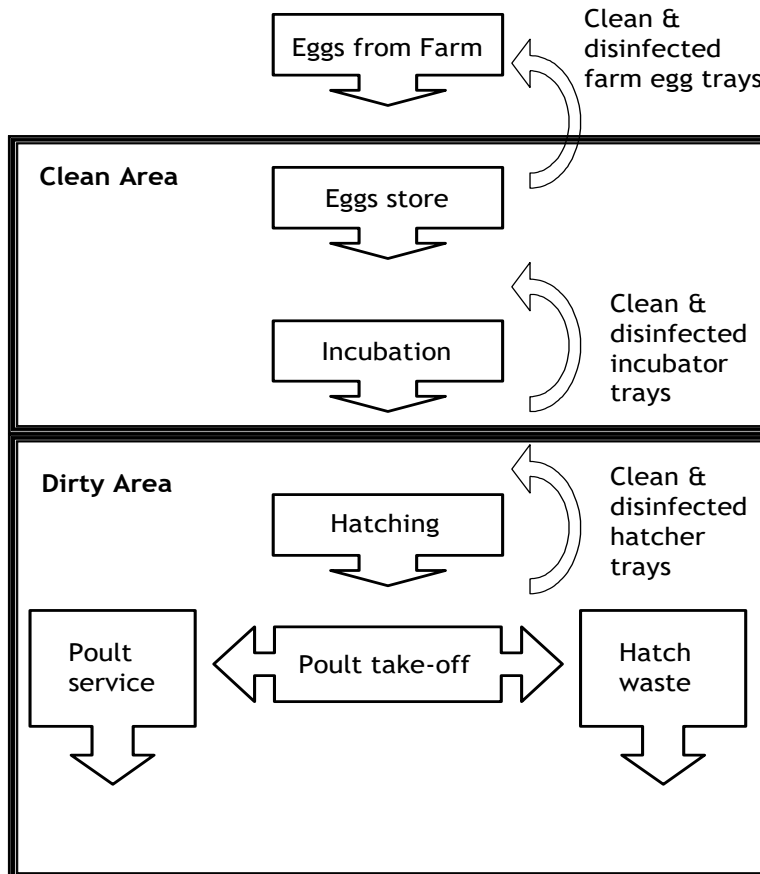 Eggs from Farm
Clean &
disinfected
farm egg trays
Clean Area
Eggs store
Incubation
Clean &
disinfected
incubator
trays
Dirty Area
Hatching
Clean &
disinfected
hatcher
trays
Poult
service
Poult take-off
Hatch
waste